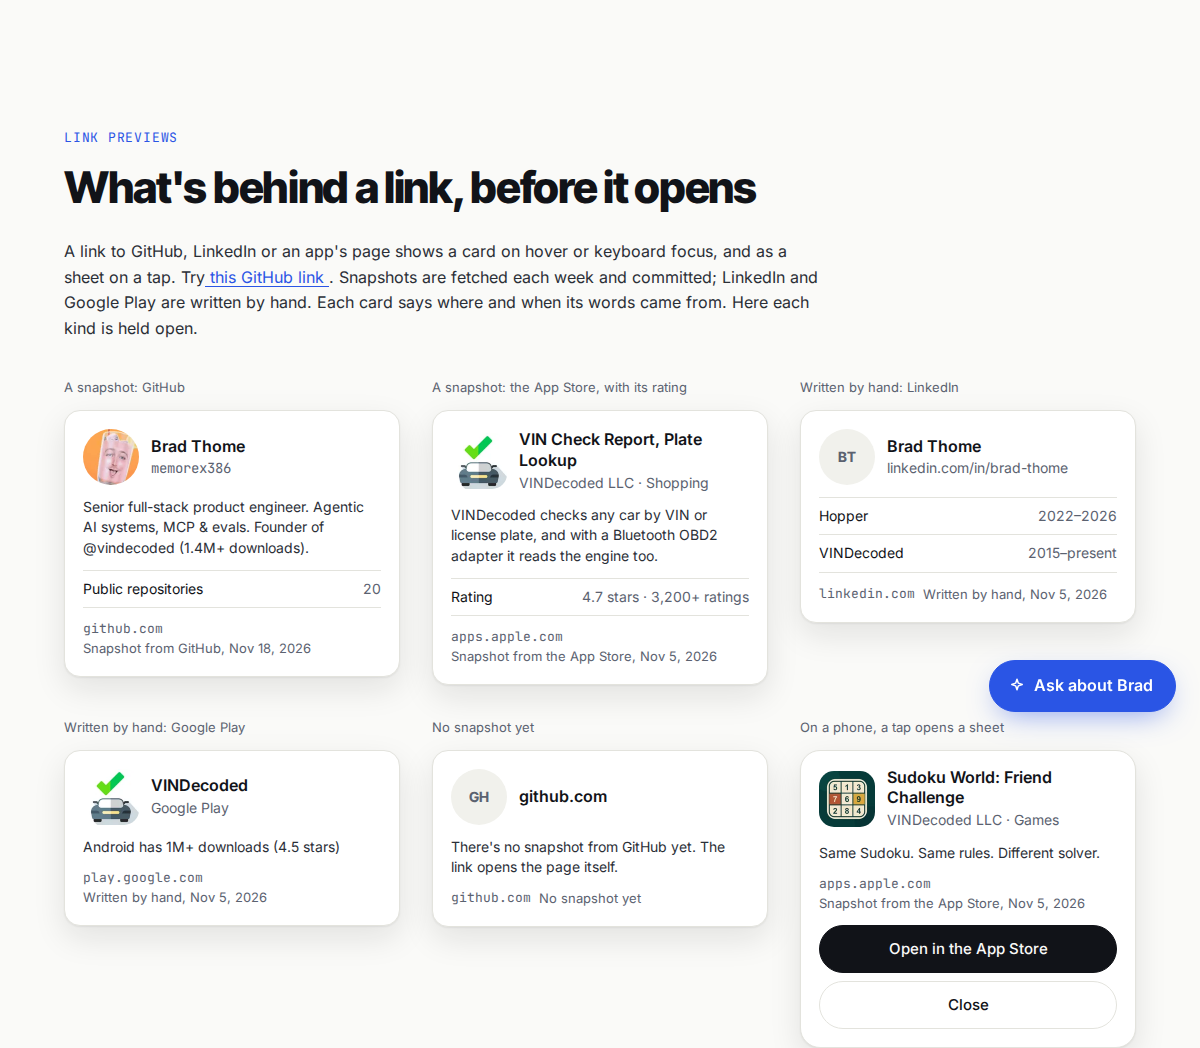 LINK PREVIEWS
What's behind a link, before it opens
A link to GitHub, LinkedIn or an app's page shows a card on hover or keyboard focus, and as a
sheet on a tap. Try this GitHub link . Snapshots are fetched each week and committed; LinkedIn and
Google Play are written by hand. Each card says where and when its words came from. Here each
kind is held open.
A snapshot: GitHub
Brad Thome
memorex386
Senior full-stack product engineer. Agentic
AI systems, MCP & evals. Founder of
@vindecoded (1.4M+ downloads).
Public repositories 20
github.com
Snapshot from GitHub, Nov 18, 2026
A snapshot: the App Store, with its rating
VIN Check Report, Plate
Lookup
VINDecoded LLC · Shopping
VINDecoded checks any car by VIN or
license plate, and with a Bluetooth OBD2
adapter it reads the engine too.
Rating 4.7 stars · 3,200+ ratings
apps.apple.com
Snapshot from the App Store, Nov 5, 2026
Written by hand: LinkedIn
BT
Brad Thome
linkedin.com/in/brad-thome
Hopper 2022–2026
VINDecoded 2015–present
linkedin.com Written by hand, Nov 5, 2026
Ask about Brad
Written by hand: Google Play
VINDecoded
Google Play
Android has 1M+ downloads (4.5 stars)
play.google.com
Written by hand, Nov 5, 2026
No snapshot yet
GH
github.com
There's no snapshot from GitHub yet. The
link opens the page itself.
github.com No snapshot yet
On a phone, a tap opens a sheet
5 1 3
7 6 9
2 8 4
Sudoku World: Friend
Challenge
VINDecoded LLC · Games
Same Sudoku. Same rules. Different solver.
apps.apple.com
Snapshot from the App Store, Nov 5, 2026
Open in the App Store
Close